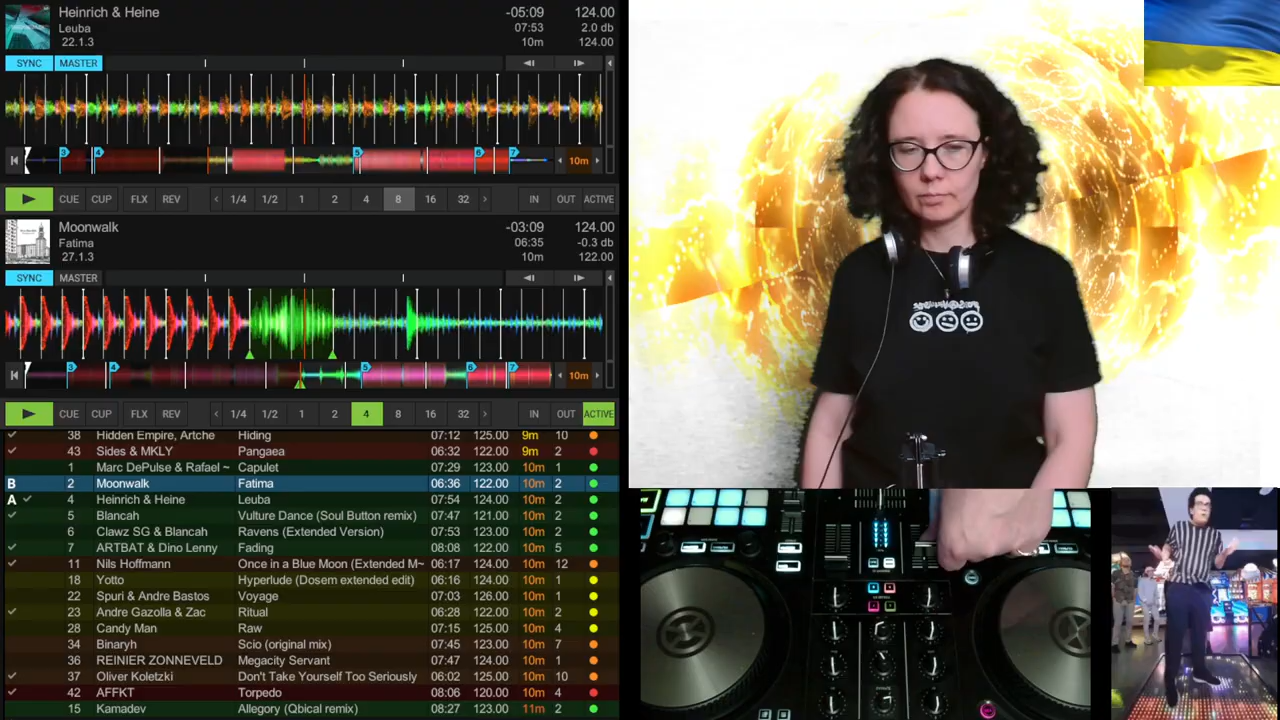 Heinrich & Heine -05:09 124.00
Leuba 07:53 2.0 db
22.1.3 10m 124.00
SYNC MASTER
3 4 5 6 7 10m
CUE CUP FLX REV 1/4 1/2 1 2 4 8 16 32 IN OUT ACTIVE
Moonwalk -03:09 124.00
Fatima 06:35 -0.3 db
27.1.3 10m 122.00
SYNC MASTER
3 4 5 6 7 10m
CUE CUP FLX REV 1/4 1/2 1 2 4 8 16 32 IN OUT ACTIVE
38 Hidden Empire, Artche Hiding 07:12 125.00 9m 10
43 Sides & MKLY Pangaea 06:32 122.00 9m 2
1 Marc DePulse & Rafael ~ Capulet 07:29 123.00 10m 1
B 2 Moonwalk Fatima 06:36 122.00 10m 2
A 4 Heinrich & Heine Leuba 07:54 124.00 10m 2
5 Blancah Vulture Dance (Soul Button remix) 07:47 121.00 10m 2
6 Clawz SG & Blancah Ravens (Extended Version) 07:53 123.00 10m 1
7 ARTBAT & Dino Lenny Fading 08:08 122.00 10m 5
11 Nils Hoffmann Once in a Blue Moon (Extended M~ 06:17 124.00 10m 12
18 Yotto Hyperlude (Dosem extended edit) 06:16 124.00 10m 1
22 Spuri & Andre Bastos Voyage 07:03 126.00 10m 1
23 Andre Gazolla & Zac Ritual 06:28 122.00 10m 2
28 Candy Man Raw 07:15 125.00 10m 4
34 Binaryh Scio (original mix) 07:45 123.00 10m 7
36 REINIER ZONNEVELD Megacity Servant 07:47 124.00 10m 1
37 Oliver Koletzki Don't Take Yourself Too Seriously 06:02 125.00 10m 10
42 AFFKT Torpedo 08:06 120.00 10m 4
15 Kamadev Allegory (Qbical remix) 08:27 123.00 11m 2